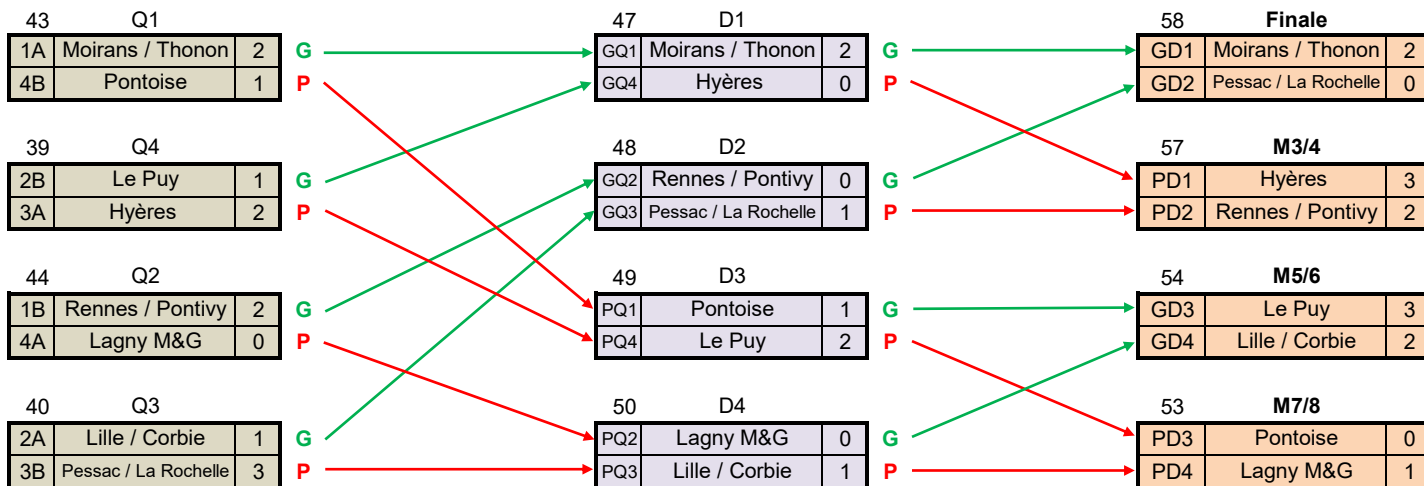 43 Q1 47 D1 58 Finale
1A Moirans / Thonon 2 G GQ1 Moirans / Thonon 2 G GD1 Moirans / Thonon 2
4B Pontoise 1 P GQ4 Hyères 0 P GD2 Pessac / La Rochelle 0
39 Q4 48 D2 57 M3/4
2B Le Puy 1 G GQ2 Rennes / Pontivy 0 G PD1 Hyères 3
3A Hyères 2 P GQ3 Pessac / La Rochelle 1 P PD2 Rennes / Pontivy 2
44 Q2 49 D3 54 M5/6
1B Rennes / Pontivy 2 G PQ1 Pontoise 1 G GD3 Le Puy 3
4A Lagny M&G 0 P PQ4 Le Puy 2 P GD4 Lille / Corbie 2
40 Q3 50 D4 53 M7/8
2A Lille / Corbie 1 G PQ2 Lagny M&G 0 G PD3 Pontoise 0
3B Pessac / La Rochelle 3 P PQ3 Lille / Corbie 1 P PD4 Lagny M&G 1